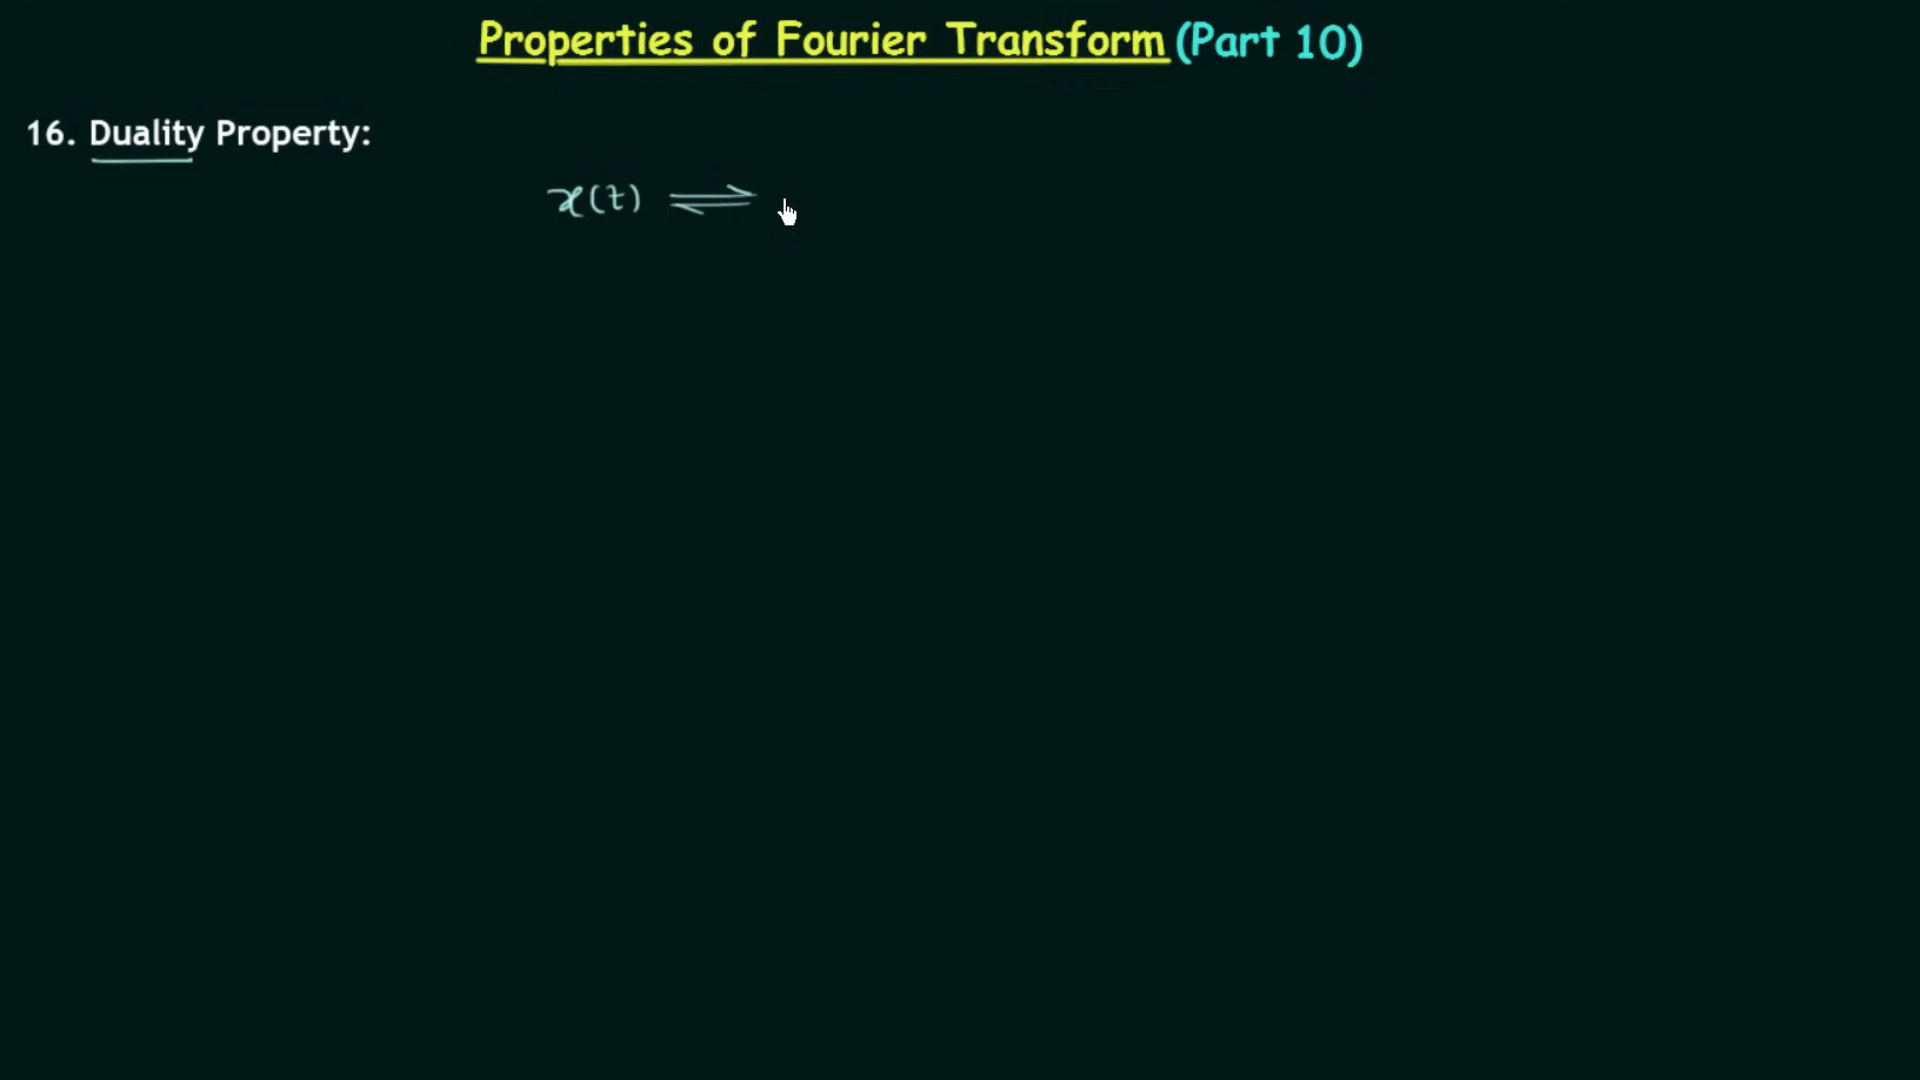 Properties of Fourier Transform (Part 10)
16. Duality Property:
x(t) ⇌